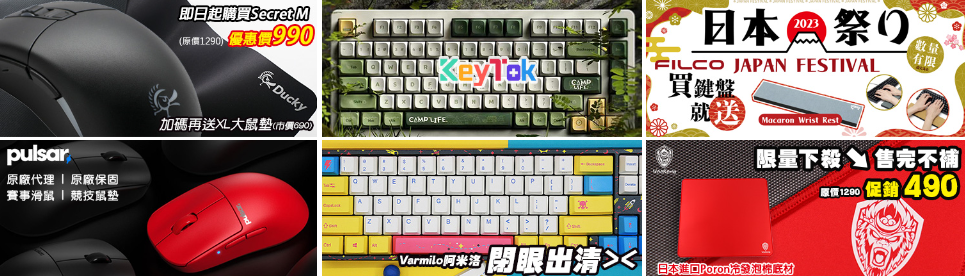 即日起購買Secret M
(原價1290) 優惠價990
Ducky
加碼再送XL大鼠墊(市價690)
KeyTok
CAMP LIFE
CAMP LIFE
日本 2023 祭り
FILCO JAPAN FESTIVAL
數量有限
買鍵盤
就送
Macaron Wrist Rest
pulsar
原廠代理 | 原廠保固
賽事滑鼠 | 競技鼠墊
pulsar
Varmilo阿米洛 閉眼出清><
限量下殺↘售完不補
原價1290 促銷 490
日本進口Poron冷發泡棉底材